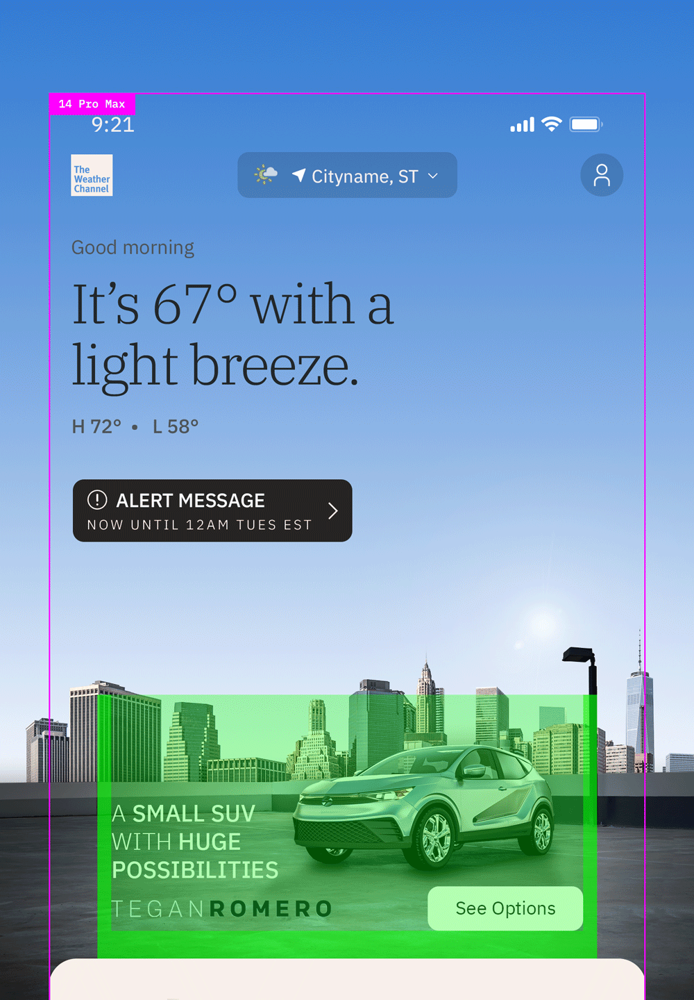 14 Pro Max
9:21
The
Weather
Channel
Cityname, ST
Good morning
It’s 67° with a
light breeze.
H 72° • L 58°
ALERT MESSAGE
NOW UNTIL 12AM TUES EST
A SMALL SUV
WITH HUGE
POSSIBILITIES
TEGANROMERO
See Options